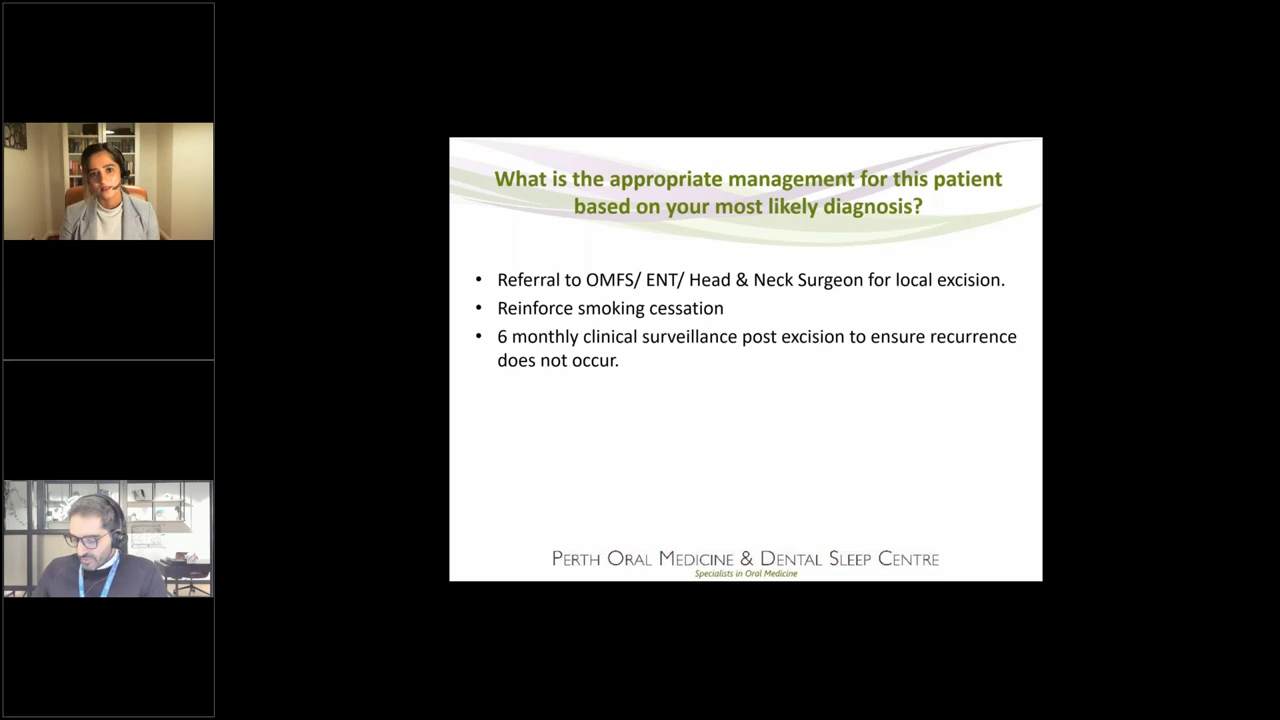 What is the appropriate management for this patient
based on your most likely diagnosis?
• Referral to OMFS/ ENT/ Head & Neck Surgeon for local excision.
• Reinforce smoking cessation
• 6 monthly clinical surveillance post excision to ensure recurrence
does not occur.
PERTH ORAL MEDICINE & DENTAL SLEEP CENTRE
Specialists in Oral Medicine